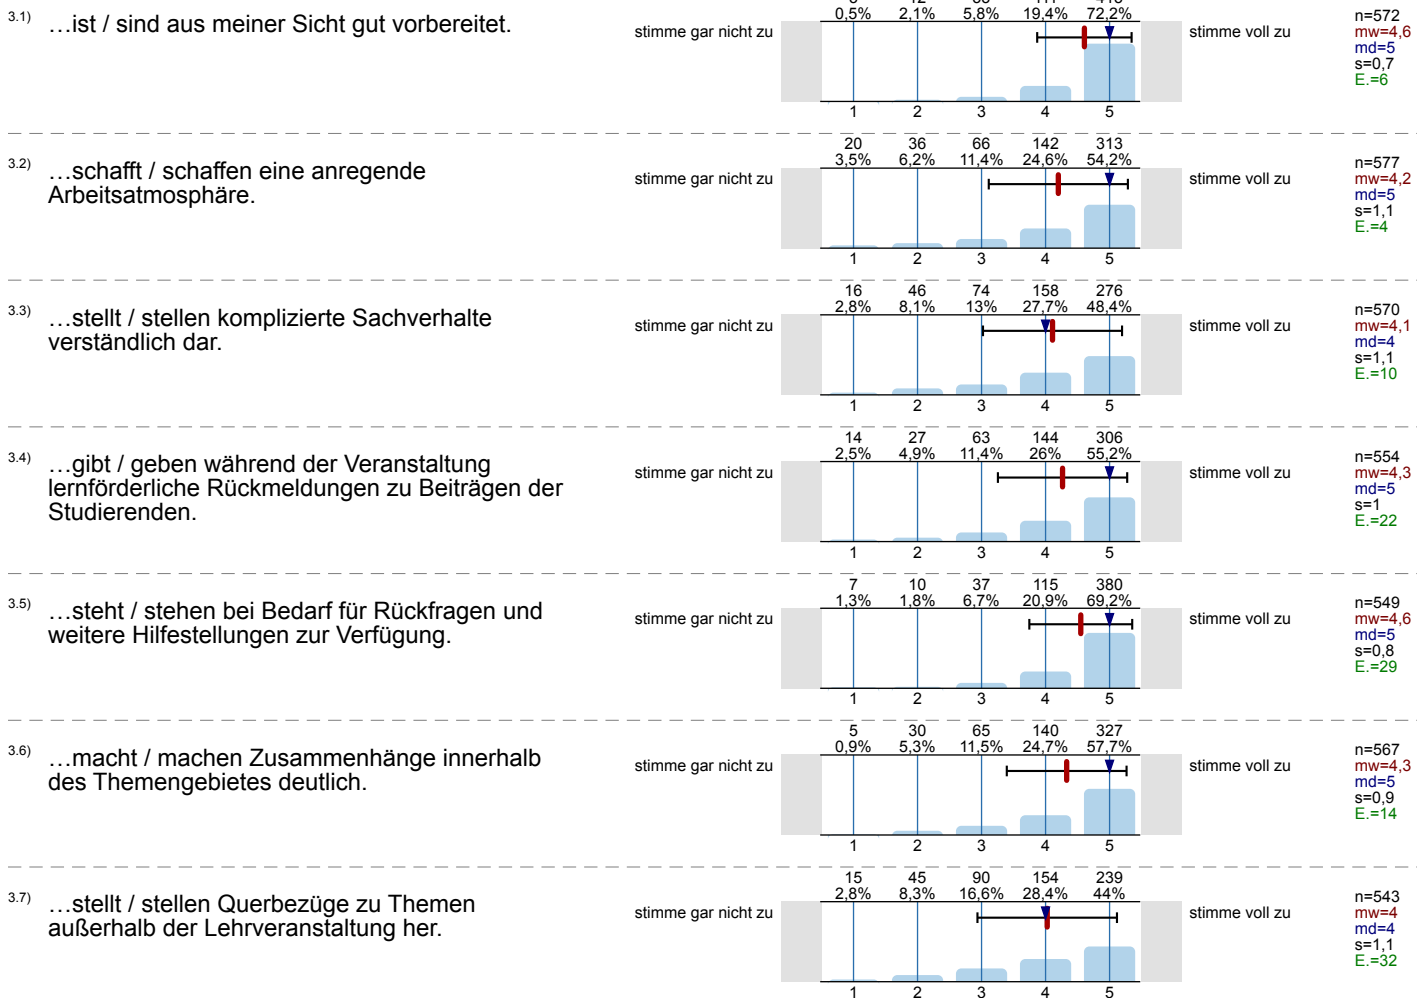 3.1) …ist / sind aus meiner Sicht gut vorbereitet.
stimme gar nicht zu
0,5% 2,1% 5,8% 19,4% 72,2%
1 2 3 4 5
stimme voll zu
n=572
mw=4,6
md=5
s=0,7
E.=6
3.2) …schafft / schaffen eine anregende
Arbeitsatmosphäre.
stimme gar nicht zu
20 36 66 142 313
3,5% 6,2% 11,4% 24,6% 54,2%
1 2 3 4 5
stimme voll zu
n=577
mw=4,2
md=5
s=1,1
E.=4
3.3) …stellt / stellen komplizierte Sachverhalte
verständlich dar.
stimme gar nicht zu
16 46 74 158 276
2,8% 8,1% 13% 27,7% 48,4%
1 2 3 4 5
stimme voll zu
n=570
mw=4,1
md=4
s=1,1
E.=10
3.4) …gibt / geben während der Veranstaltung
lernförderliche Rückmeldungen zu Beiträgen der
Studierenden.
stimme gar nicht zu
14 27 63 144 306
2,5% 4,9% 11,4% 26% 55,2%
1 2 3 4 5
stimme voll zu
n=554
mw=4,3
md=5
s=1
E.=22
3.5) …steht / stehen bei Bedarf für Rückfragen und
weitere Hilfestellungen zur Verfügung.
stimme gar nicht zu
7 10 37 115 380
1,3% 1,8% 6,7% 20,9% 69,2%
1 2 3 4 5
stimme voll zu
n=549
mw=4,6
md=5
s=0,8
E.=29
3.6) …macht / machen Zusammenhänge innerhalb
des Themengebietes deutlich.
stimme gar nicht zu
5 30 65 140 327
0,9% 5,3% 11,5% 24,7% 57,7%
1 2 3 4 5
stimme voll zu
n=567
mw=4,3
md=5
s=0,9
E.=14
3.7) …stellt / stellen Querbezüge zu Themen
außerhalb der Lehrveranstaltung her.
stimme gar nicht zu
15 45 90 154 239
2,8% 8,3% 16,6% 28,4% 44%
1 2 3 4 5
stimme voll zu
n=543
mw=4
md=4
s=1,1
E.=32